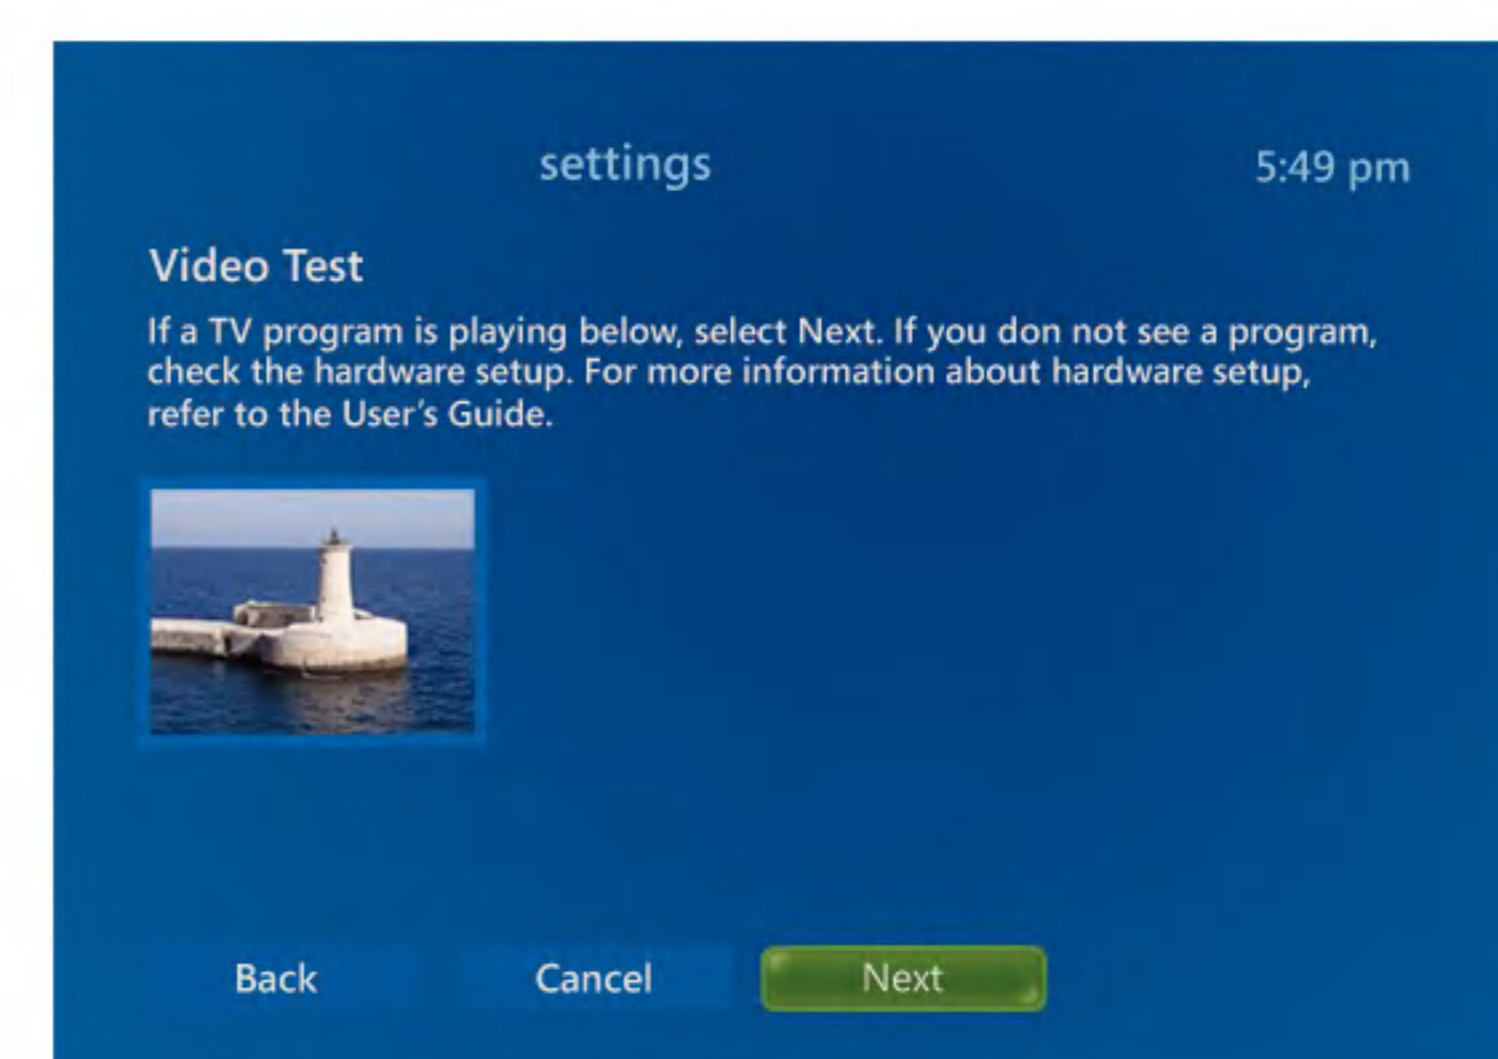 settings
5:49 pm
Video Test
If a TV program is playing below, select Next. If you don not see a program,
check the hardware setup. For more information about hardware setup,
refer to the User's Guide.
Back
Cancel
Next